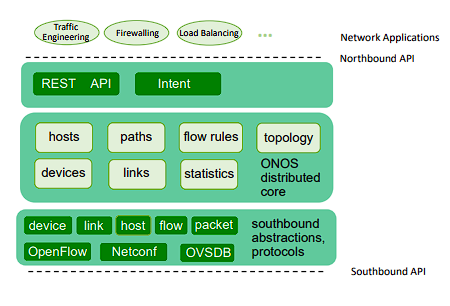 Traffic
Engineering
Firewalling
Load Balancing
...
Network Applications
Northbound API
REST API
Intent
hosts
paths
flow rules
topology
devices
links
statistics
ONOS
distributed
core
device
link
host
flow
packet
southbound
abstractions,
protocols
OpenFlow
Netconf
OVSDB
Southbound API